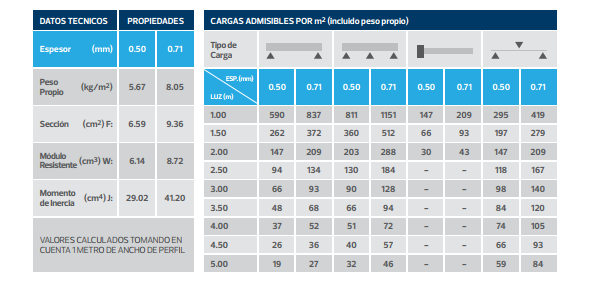 DATOS TECNICOS PROPIEDADES
Espesor (mm) 0.50 0.71
Peso Propio (kg/m²) 5.67 8.05
Sección (cm²) F: 6.59 9.36
Módulo Resistente (cm³) W: 6.14 8.72
Momento de Inercia (cm⁴) J: 29.02 41.20
VALORES CALCULADOS TOMANDO EN
CUENTA 1 METRO DE ANCHO DE PERFIL
CARGAS ADMISIBLES POR m² (incluido peso propio)
Tipo de
Carga
ESP. (mm)
LUZ (m)
0.50 0.71 0.50 0.71 0.50 0.71 0.50 0.71
1.00 590 837 811 1151 147 209 295 419
1.50 262 372 360 512 66 93 197 279
2.00 147 209 203 288 30 43 147 209
2.50 94 134 130 184 – – 118 167
3.00 66 93 90 128 – – 98 140
3.50 48 68 66 94 – – 84 120
4.00 37 52 51 72 – – 74 105
4.50 26 36 40 57 – – 66 93
5.00 19 27 32 46 – – 59 84